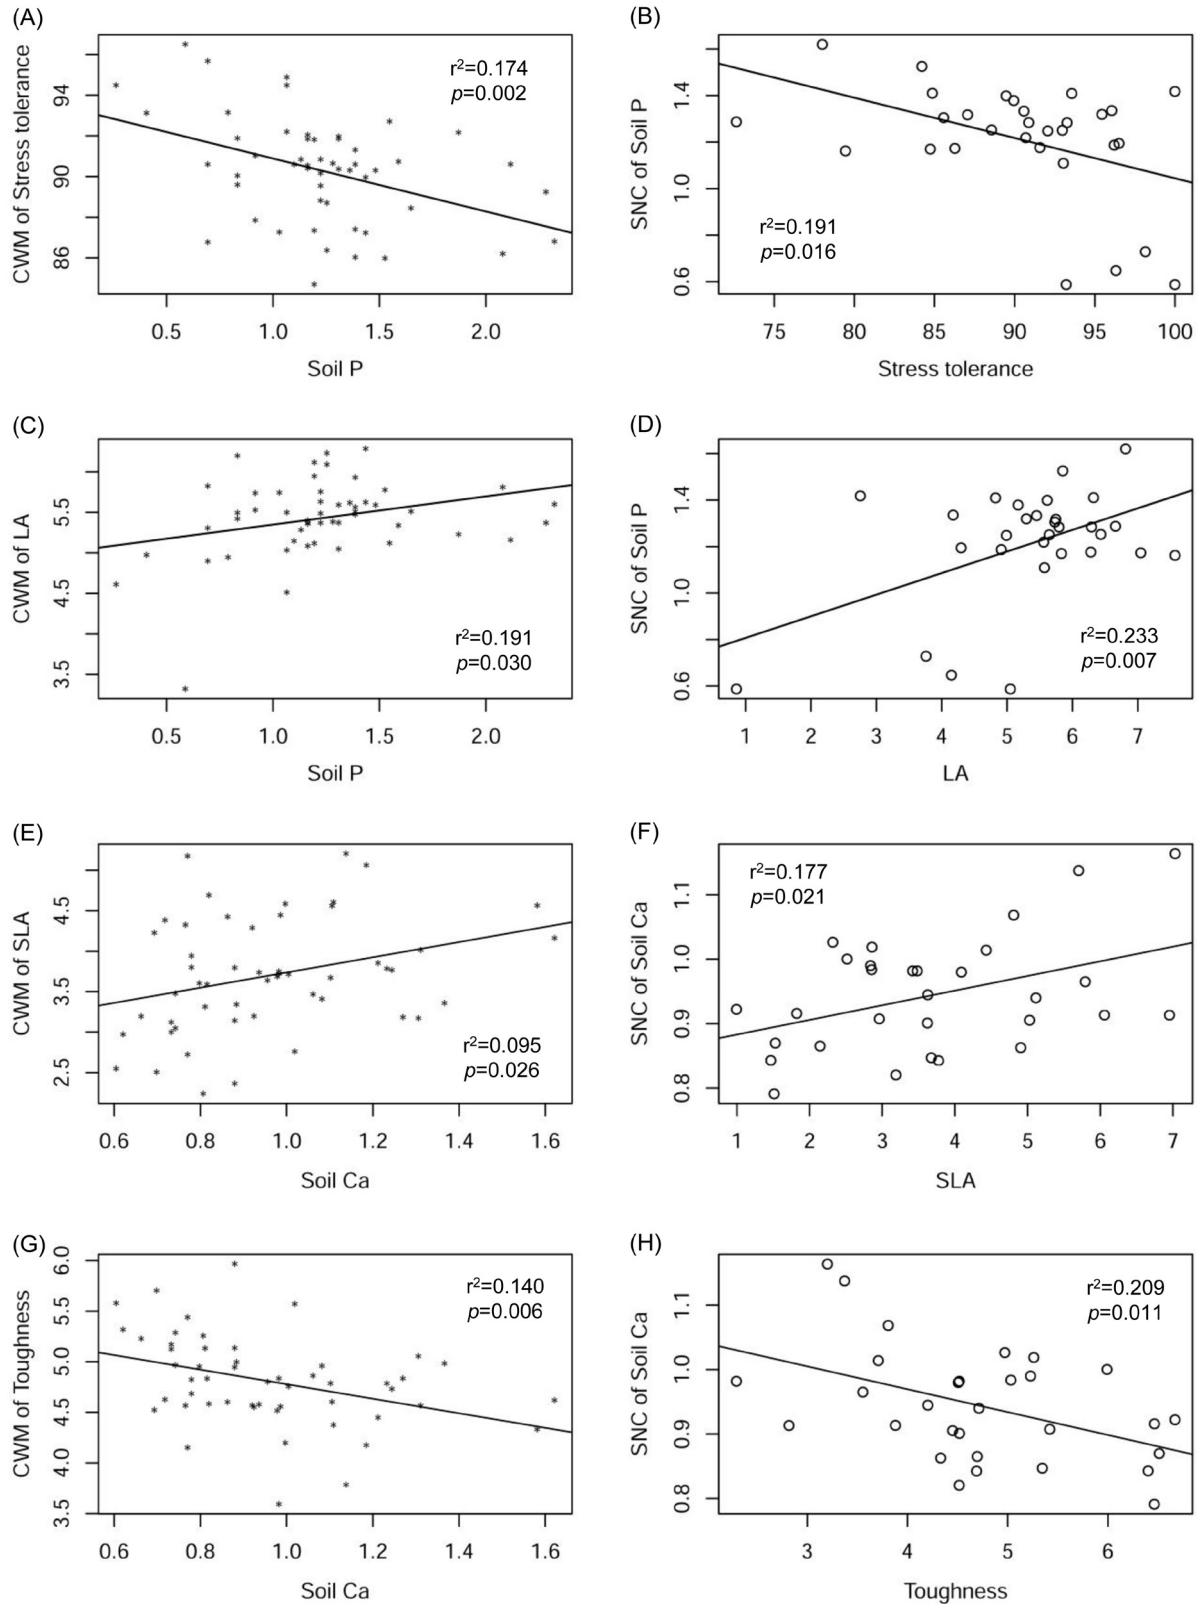 (A)
CWM of Stress tolerance
94
90
86
r²=0.174
p=0.002
0.5 1.0 1.5 2.0
Soil P
(B)
SNC of Soil P
1.4
1.0
0.6
r²=0.191
p=0.016
75 80 85 90 95 100
Stress tolerance
(C)
CWM of LA
5.5
4.5
3.5
r²=0.191
p=0.030
0.5 1.0 1.5 2.0
Soil P
(D)
SNC of Soil P
1.4
1.0
0.6
r²=0.233
p=0.007
1 2 3 4 5 6 7
LA
(E)
CWM of SLA
4.5
3.5
2.5
r²=0.095
p=0.026
0.6 0.8 1.0 1.2 1.4 1.6
Soil Ca
(F)
SNC of Soil Ca
1.1
1.0
0.9
0.8
r²=0.177
p=0.021
1 2 3 4 5 6 7
SLA
(G)
CWM of Toughness
6.0
5.5
5.0
4.5
4.0
3.5
r²=0.140
p=0.006
0.6 0.8 1.0 1.2 1.4 1.6
Soil Ca
(H)
SNC of Soil Ca
1.1
1.0
0.9
0.8
r²=0.209
p=0.011
3 4 5 6
Toughness